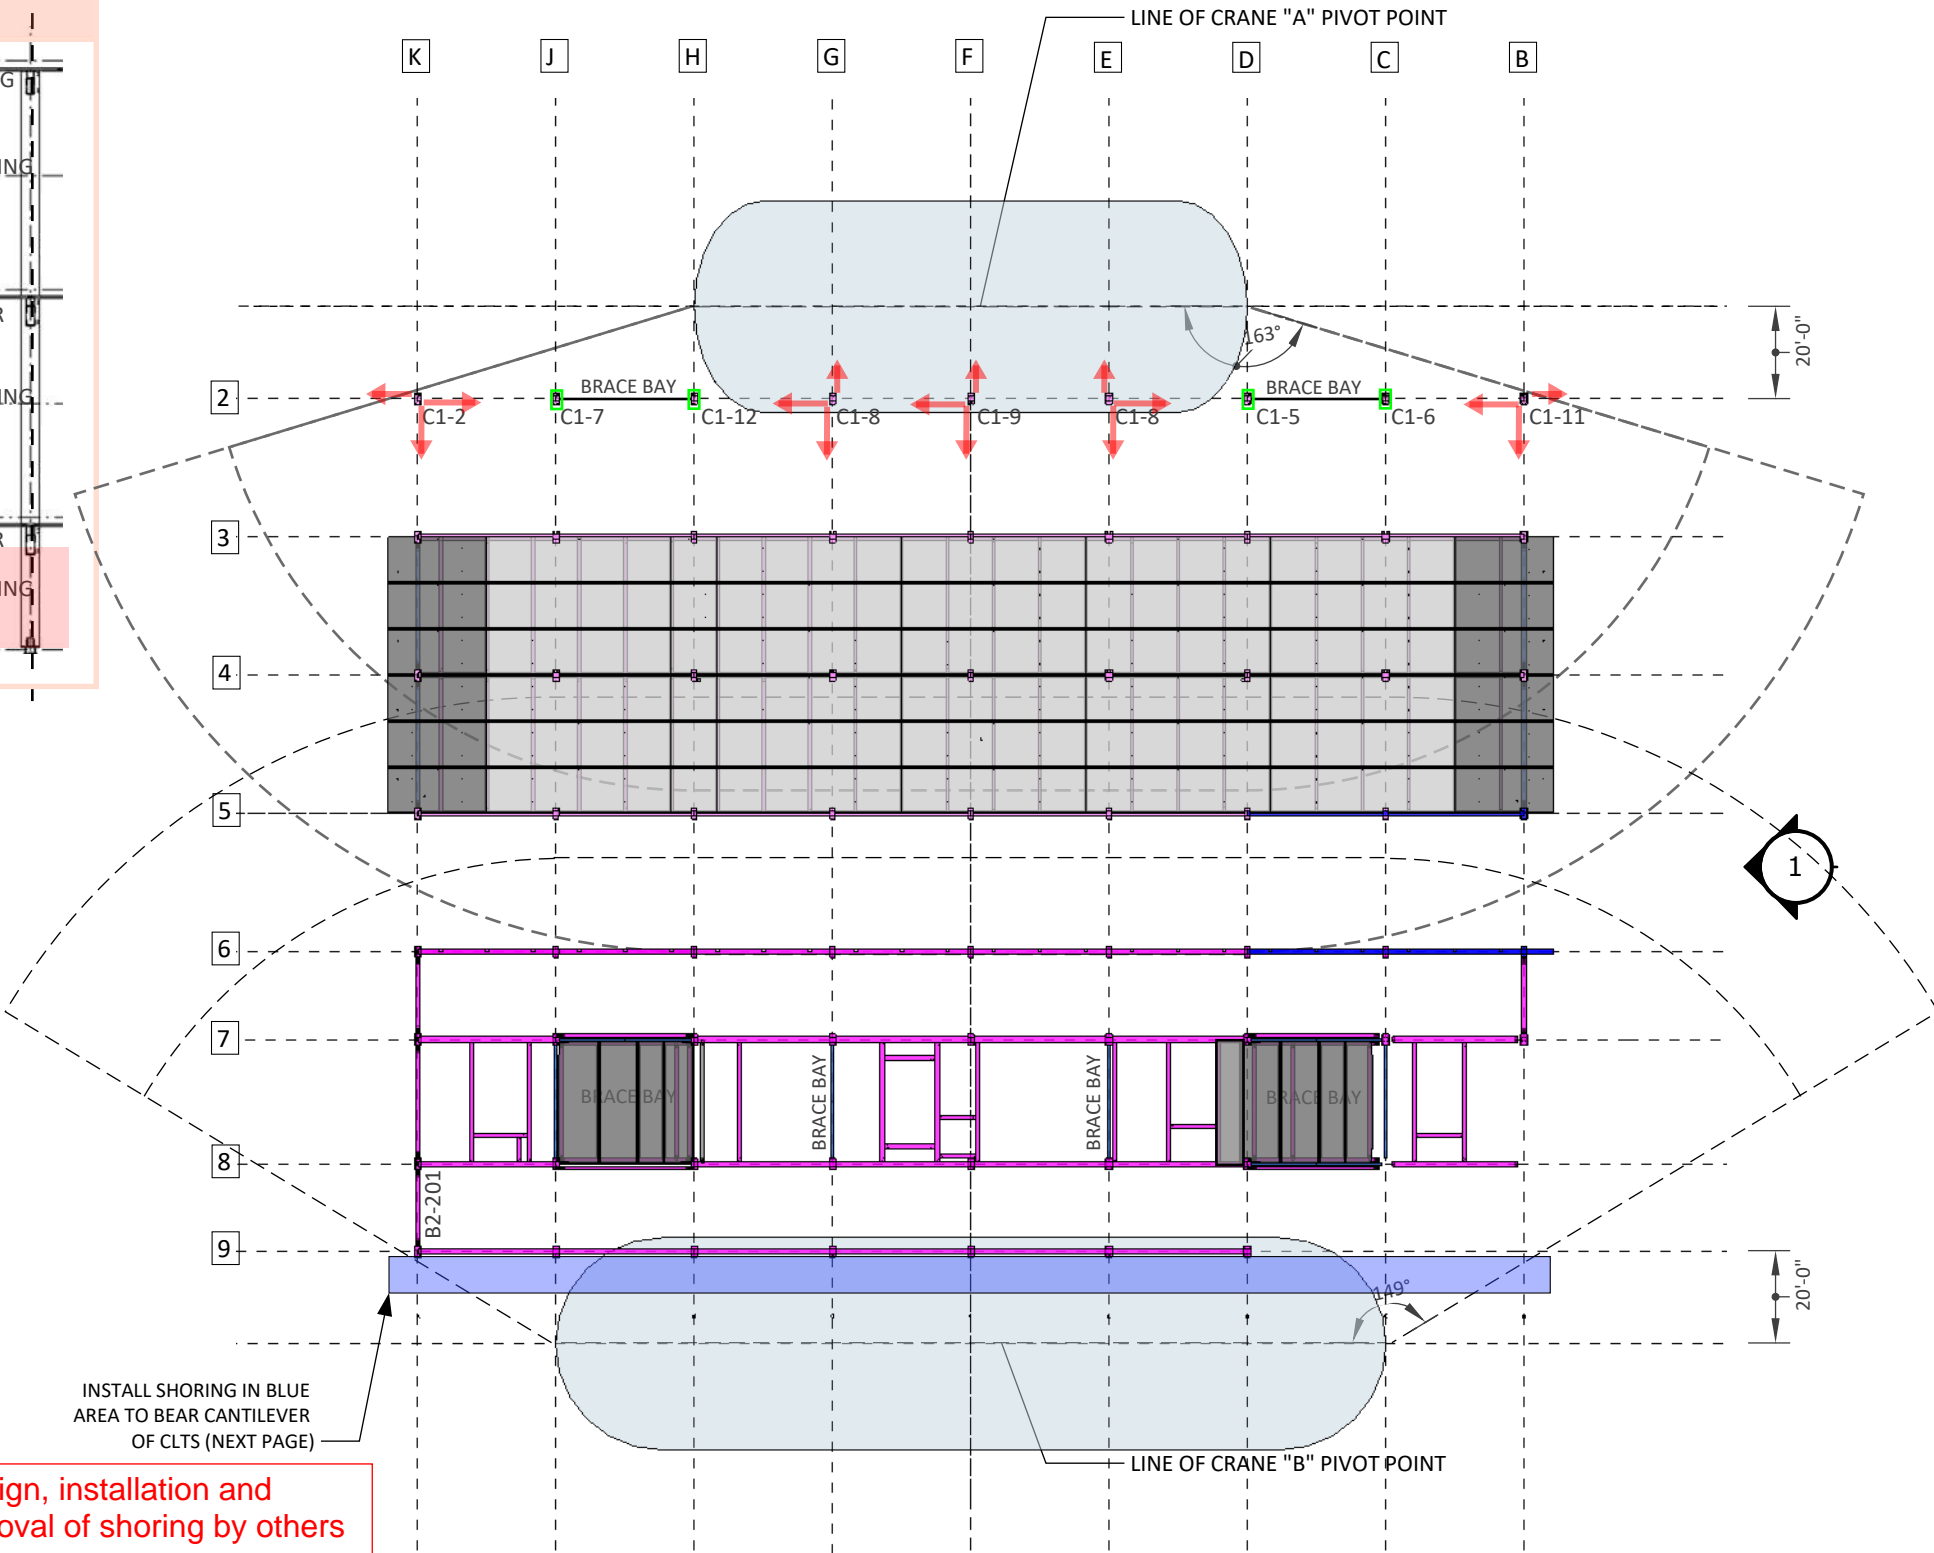 LINE OF CRANE "A" PIVOT POINT
K J H G F E D C B
G
ING
R
ING
R
ING
163°
20'-0"
2
BRACE BAY
BRACE BAY
C1-2 C1-7 C1-12 C1-8 C1-9 C1-8 C1-5 C1-6 C1-11
3
4
5
1
6
7
BRACE BAY
BRACE BAY
BRACE BAY
BRACE BAY
8
B2-201
9
149°
20'-0"
INSTALL SHORING IN BLUE
AREA TO BEAR CANTILEVER
OF CLTS (NEXT PAGE)
LINE OF CRANE "B" PIVOT POINT
ign, installation and
oval of shoring by others